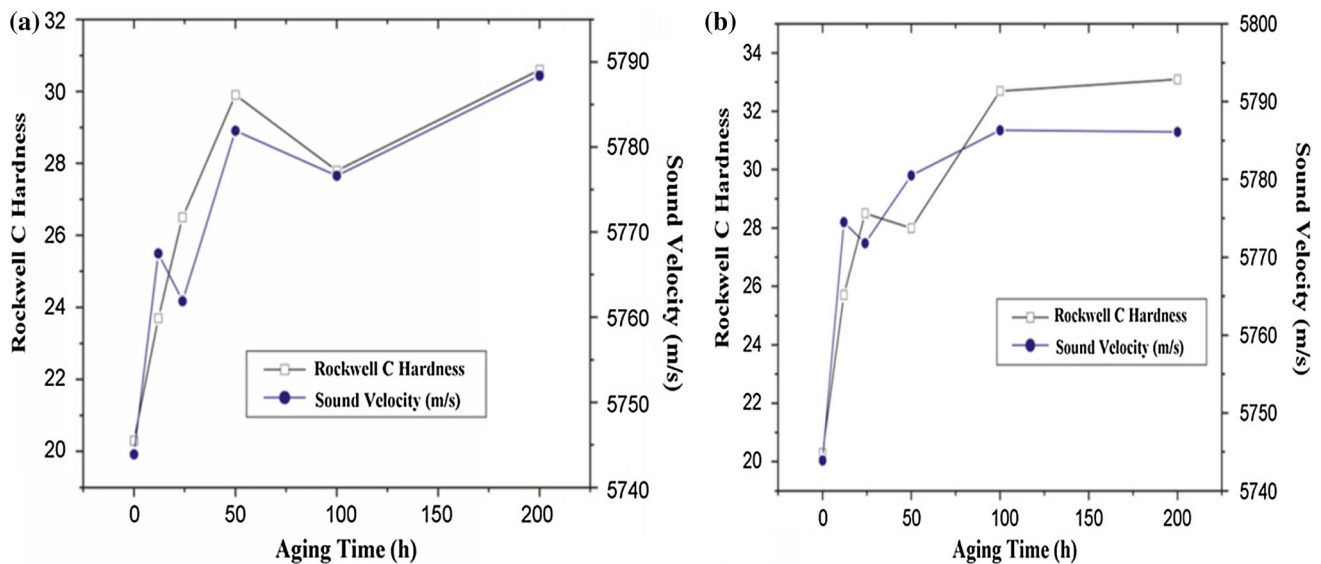 (a)
32
30
28
26
24
22
20
Rockwell C Hardness
5790
5780
5770
5760
5750
5740
Sound Velocity (m/s)
Rockwell C Hardness
Sound Velocity (m/s)
0 50 100 150 200
Aging Time (h)
(b)
34
32
30
28
26
24
22
20
Rockwell C Hardness
5800
5790
5780
5770
5760
5750
5740
Sound Velocity (m/s)
Rockwell C Hardness
Sound Velocity (m/s)
0 50 100 150 200
Aging Time (h)